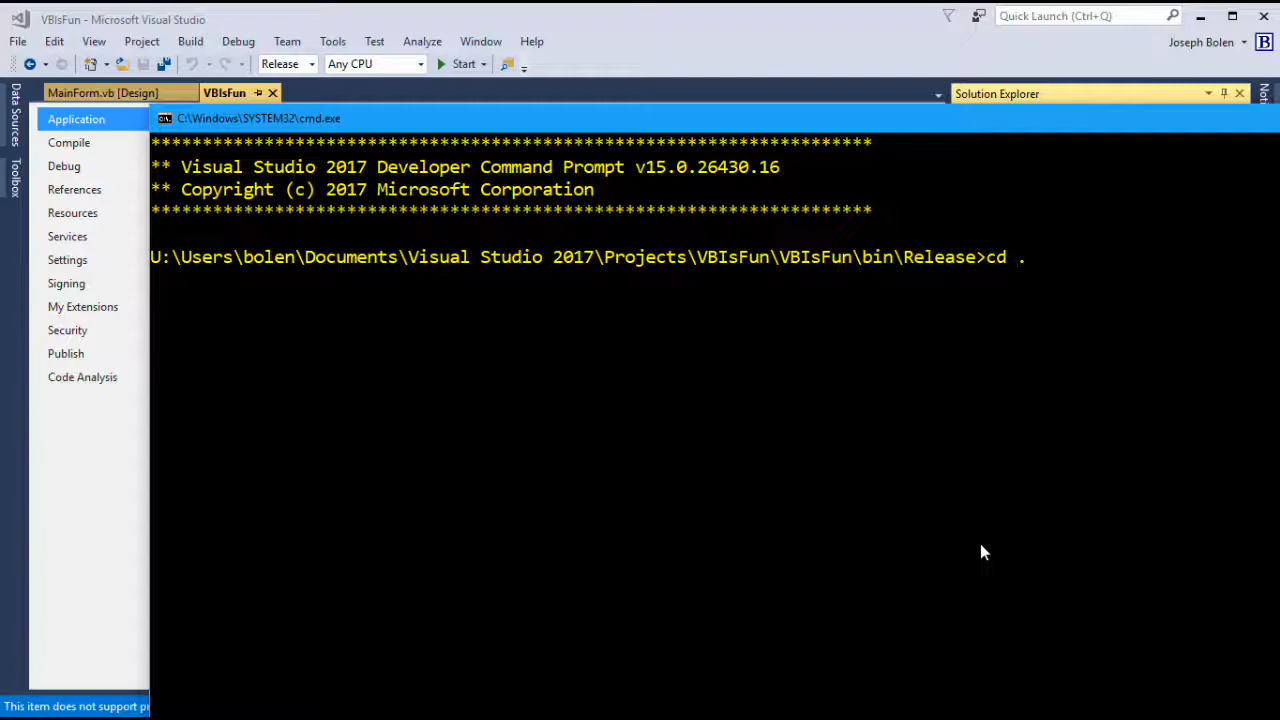 VBIsFun - Microsoft Visual Studio
Quick Launch (Ctrl+Q)
File Edit View Project Build Debug Team Tools Test Analyze Window Help
Joseph Bolen B
Release Any CPU Start
Data Sources
Toolbox
MainForm.vb [Design] VBIsFun
Solution Explorer
Application
Compile
Debug
References
Resources
Services
Settings
Signing
My Extensions
Security
Publish
Code Analysis
C:\Windows\SYSTEM32\cmd.exe
**********************************************************************
** Visual Studio 2017 Developer Command Prompt v15.0.26430.16
** Copyright (c) 2017 Microsoft Corporation
**********************************************************************
U:\Users\bolen\Documents\Visual Studio 2017\Projects\VBIsFun\VBIsFun\bin\Release>cd .
This item does not support